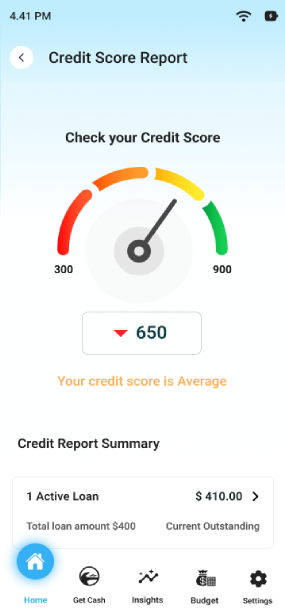 4.41 PM
Credit Score Report
Check your Credit Score
300
900
650
Your credit score is Average
Credit Report Summary
1 Active Loan $ 410.00
Total loan amount $400 Current Outstanding
Home Get Cash Insights Budget Settings